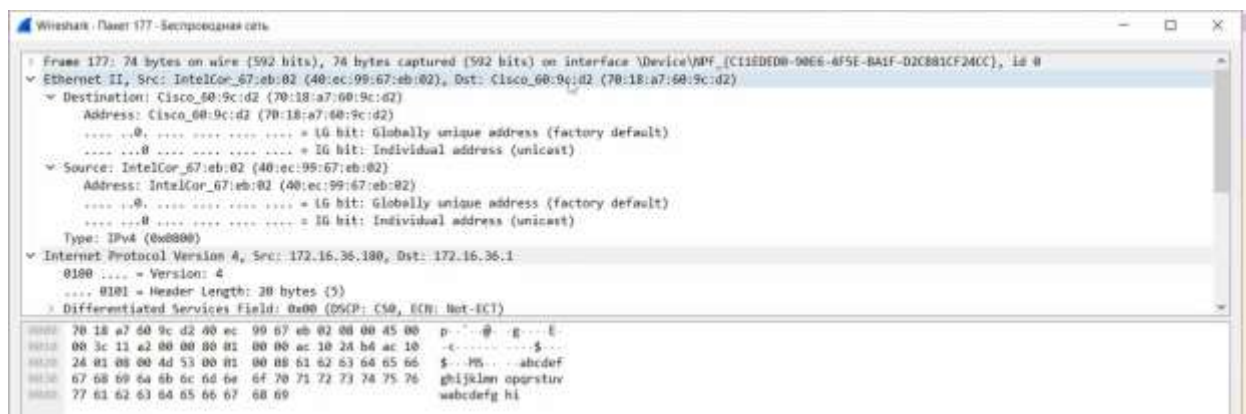 Wireshark · Пакет 177 · Беспроводная сеть
Frame 177: 74 bytes on wire (592 bits), 74 bytes captured (592 bits) on interface \Device\NPF_{C11EDED0-90E6-4F5E-BA1F-D2C881CF24CC}, id 0
Ethernet II, Src: IntelCor_67:eb:02 (40:ec:99:67:eb:02), Dst: Cisco_60:9c:d2 (70:18:a7:60:9c:d2)
Destination: Cisco_60:9c:d2 (70:18:a7:60:9c:d2)
Address: Cisco_60:9c:d2 (70:18:a7:60:9c:d2)
.... ..0. .... .... .... .... = LG bit: Globally unique address (factory default)
.... ...0 .... .... .... .... = IG bit: Individual address (unicast)
Source: IntelCor_67:eb:02 (40:ec:99:67:eb:02)
Address: IntelCor_67:eb:02 (40:ec:99:67:eb:02)
.... ..0. .... .... .... .... = LG bit: Globally unique address (factory default)
.... ...0 .... .... .... .... = IG bit: Individual address (unicast)
Type: IPv4 (0x0800)
Internet Protocol Version 4, Src: 172.16.36.180, Dst: 172.16.36.1
0100 .... = Version: 4
.... 0101 = Header Length: 20 bytes (5)
Differentiated Services Field: 0x00 (DSCP: CS0, ECN: Not-ECT)
0000 70 18 a7 60 9c d2 40 ec 99 67 eb 02 08 00 45 00 p··`··@· ·g····E·
0010 00 3c 11 a2 00 00 80 01 00 00 ac 10 24 b4 ac 10 ·<······ ····$···
0020 24 01 08 00 4d 53 00 01 00 08 61 62 63 64 65 66 $···MS·· ··abcdef
0030 67 68 69 6a 6b 6c 6d 6e 6f 70 71 72 73 74 75 76 ghijklmn opqrstuv
0040 77 61 62 63 64 65 66 67 68 69 wabcdefg hi